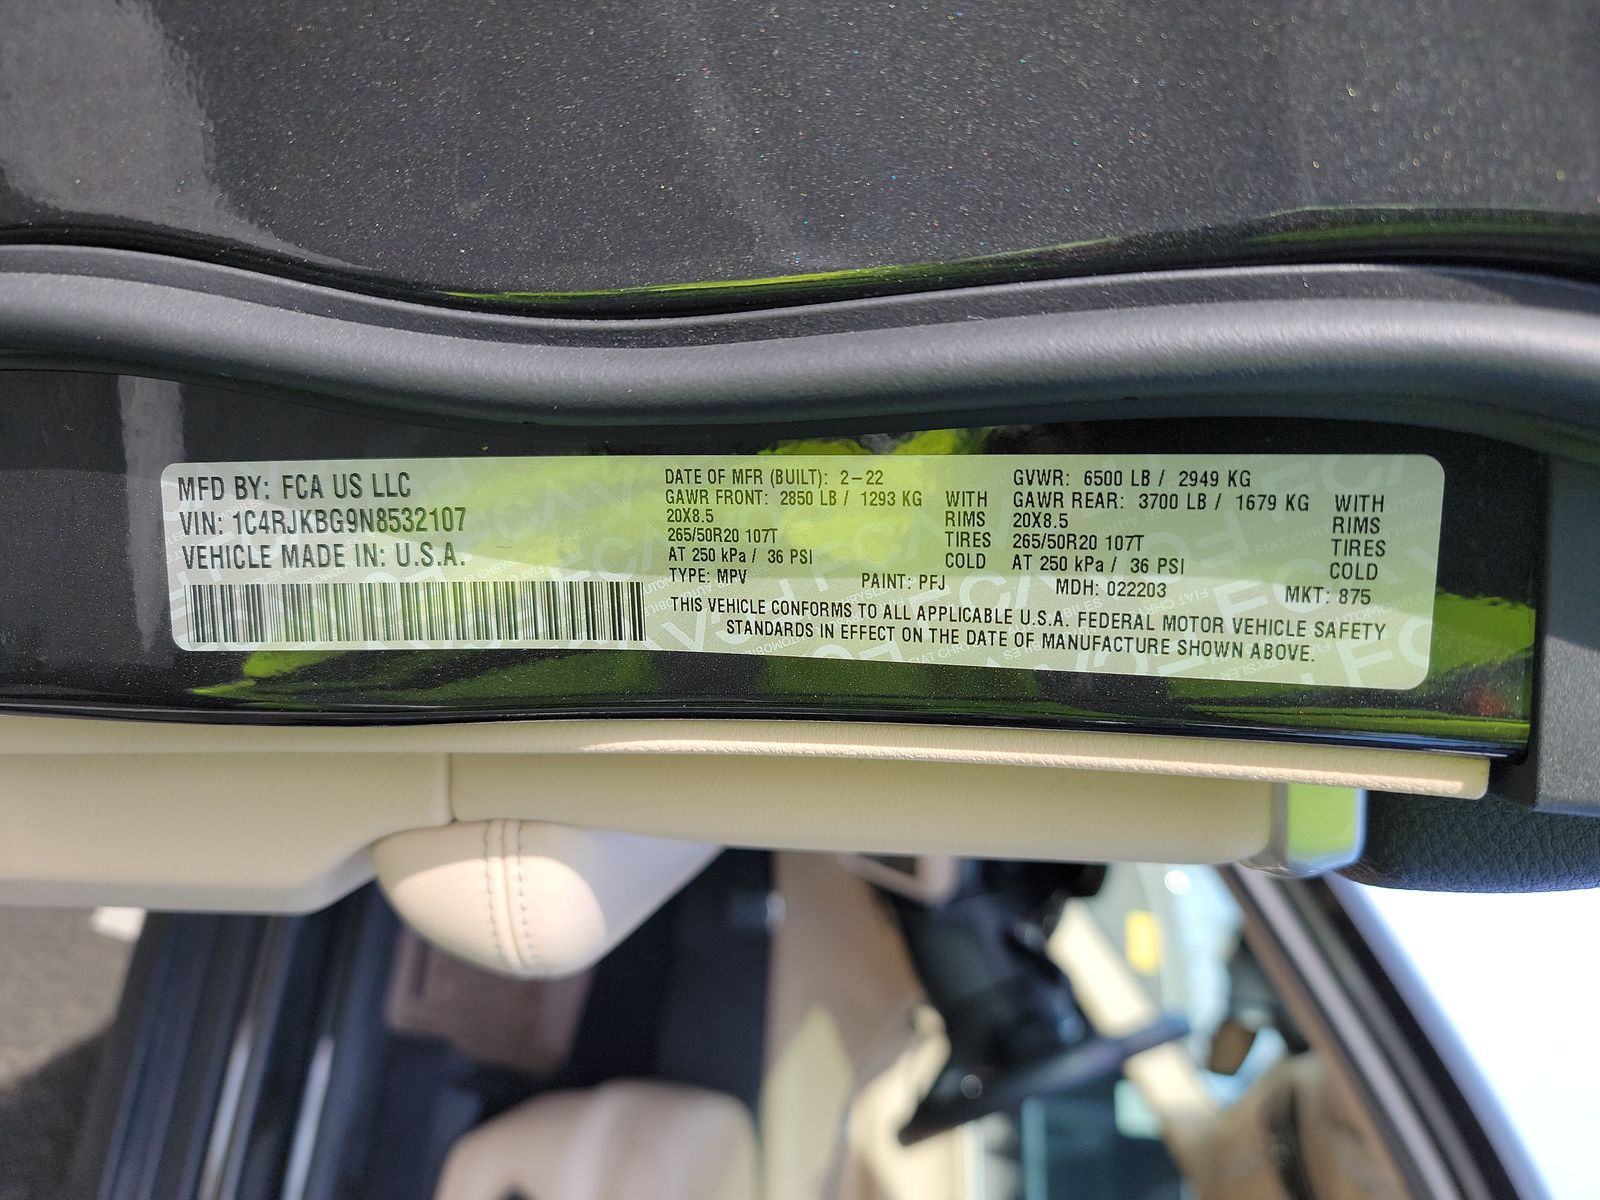 MFD BY: FCA US LLC
VIN: 1C4RJKBG9N8532107
VEHICLE MADE IN: U.S.A.
DATE OF MFR (BUILT): 2-22
GAWR FRONT: 2850 LB / 1293 KG WITH
20X8.5 RIMS
265/50R20 107T TIRES
AT 250 kPa / 36 PSI COLD
GVWR: 6500 LB / 2949 KG
GAWR REAR: 3700 LB / 1679 KG WITH
20X8.5 RIMS
265/50R20 107T TIRES
AT 250 kPa / 36 PSI COLD
TYPE: MPV PAINT: PFJ MDH: 022203 MKT: 875
THIS VEHICLE CONFORMS TO ALL APPLICABLE U.S.A. FEDERAL MOTOR VEHICLE SAFETY
STANDARDS IN EFFECT ON THE DATE OF MANUFACTURE SHOWN ABOVE.